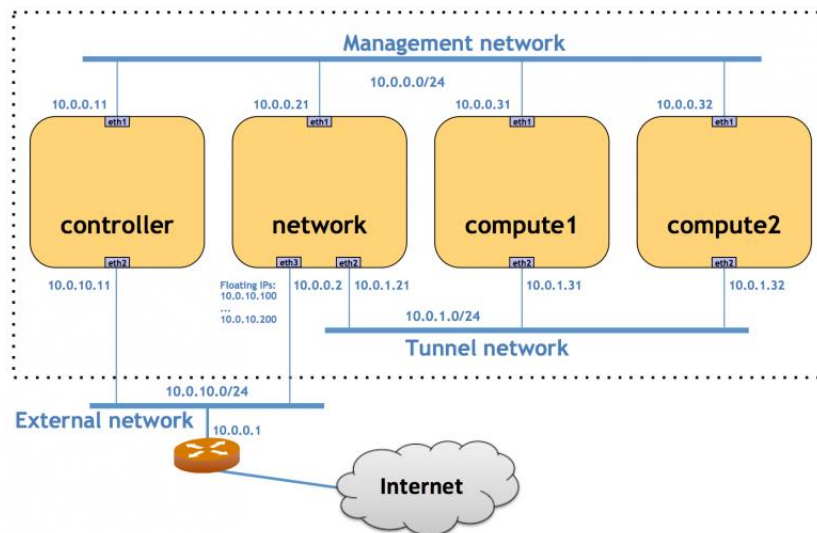 Management network
10.0.0.0/24
10.0.0.11
10.0.0.21
10.0.0.31
10.0.0.32
eth1
eth1
eth1
eth1
controller
network
compute1
compute2
eth2
eth3
eth2
eth2
eth2
10.0.10.11
Floating IPs:
10.0.10.100
...
10.0.10.200
10.0.0.2
10.0.1.21
10.0.1.31
10.0.1.32
10.0.1.0/24
Tunnel network
10.0.10.0/24
External network
10.0.0.1
Internet